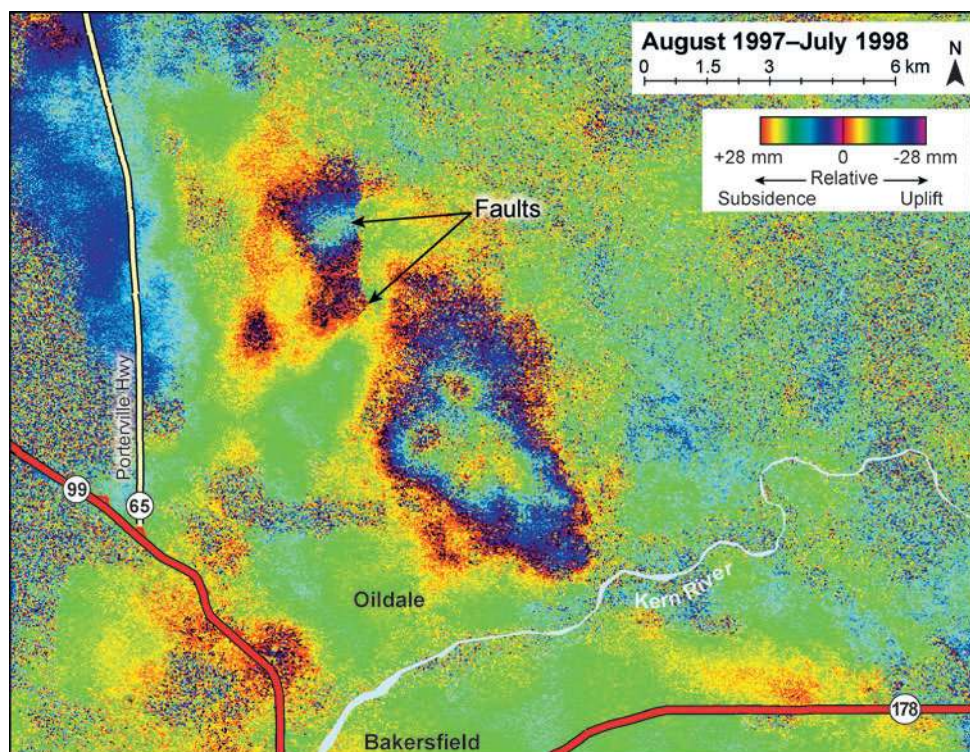 August 1997–July 1998
N
0 1.5 3 6 km
+28 mm 0 -28 mm
Relative
Subsidence Uplift
Faults
Porterville Hwy
99
65
Oildale
Kern River
178
Bakersfield